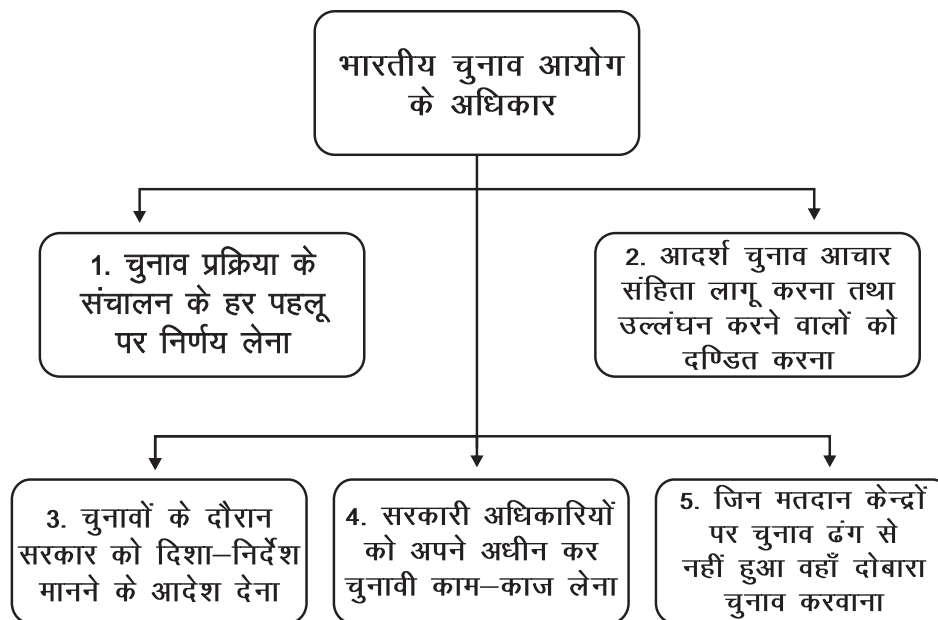 भारतीय चुनाव आयोग
के अधिकार
1. चुनाव प्रक्रिया के
संचालन के हर पहलू
पर निर्णय लेना
2. आदर्श चुनाव आचार
संहिता लागू करना तथा
उल्लंघन करने वालों को
दण्डित करना
3. चुनावों के दौरान
सरकार को दिशा–निर्देश
मानने के आदेश देना
4. सरकारी अधिकारियों
को अपने अधीन कर
चुनावी काम–काज लेना
5. जिन मतदान केन्द्रों
पर चुनाव ढंग से
नहीं हुआ वहाँ दोबारा
चुनाव करवाना